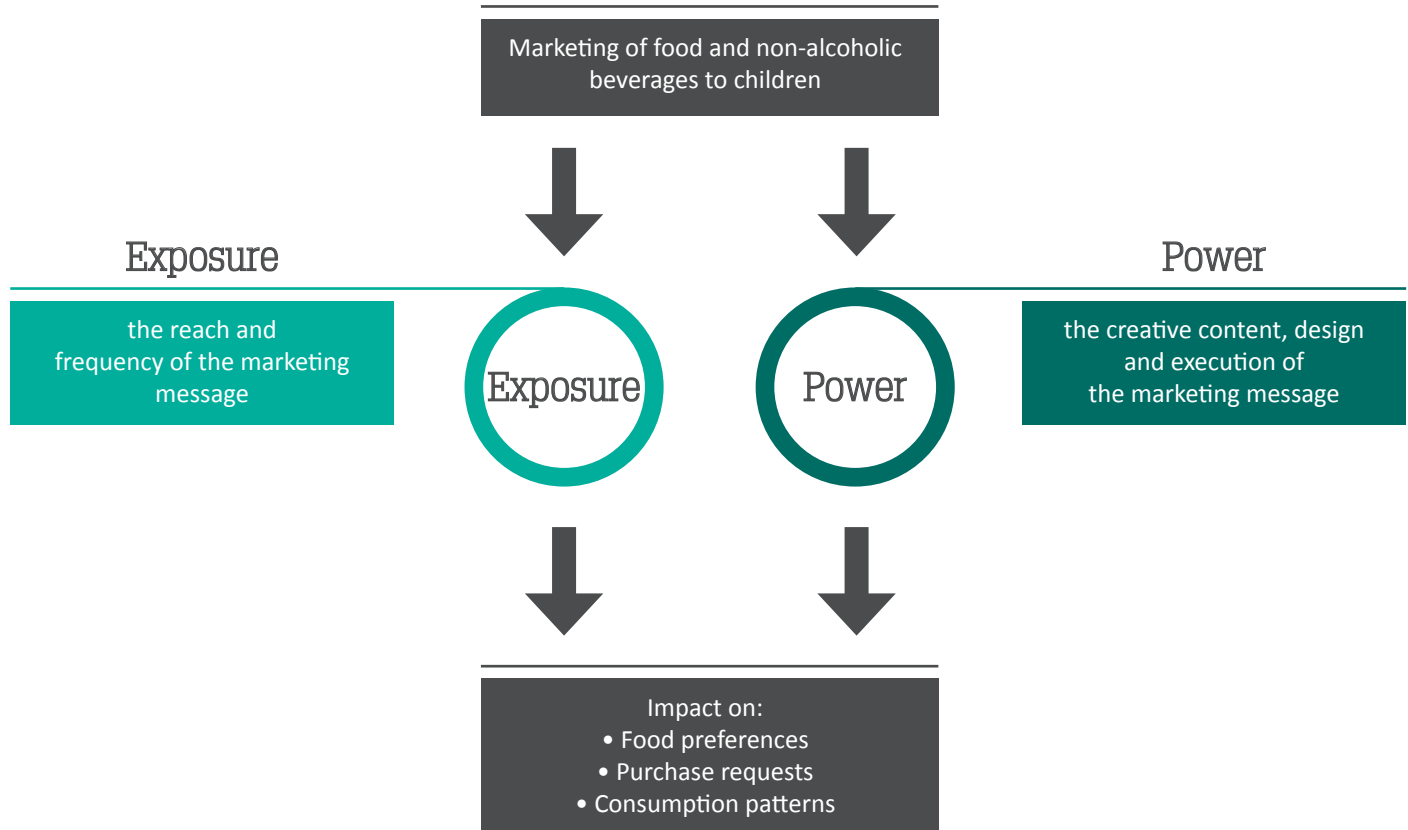 Marketing of food and non-alcoholic
beverages to children
Exposure
the reach and
frequency of the marketing
message
Exposure
Power
Power
the creative content, design
and execution of
the marketing message
Impact on:
• Food preferences
• Purchase requests
• Consumption patterns